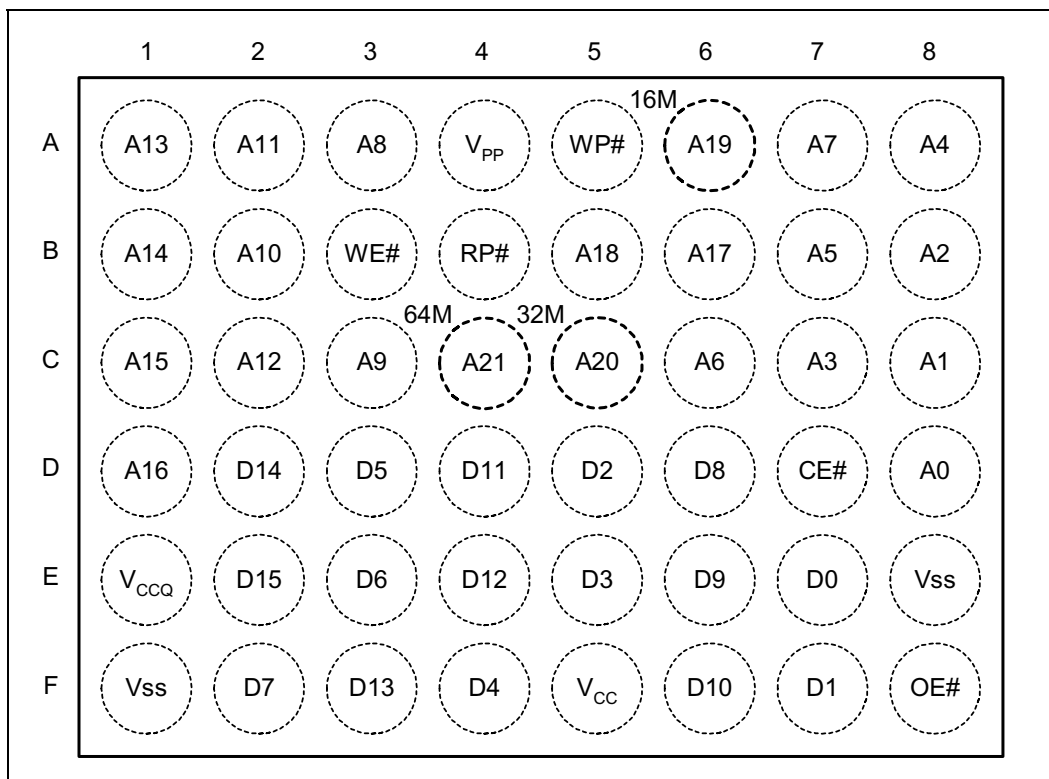 1 2 3 4 5 6 7 8
16M
A A13 A11 A8 VPP WP# A19 A7 A4
B A14 A10 WE# RP# A18 A17 A5 A2
64M 32M
C A15 A12 A9 A21 A20 A6 A3 A1
D A16 D14 D5 D11 D2 D8 CE# A0
E VCCQ D15 D6 D12 D3 D9 D0 Vss
F Vss D7 D13 D4 VCC D10 D1 OE#